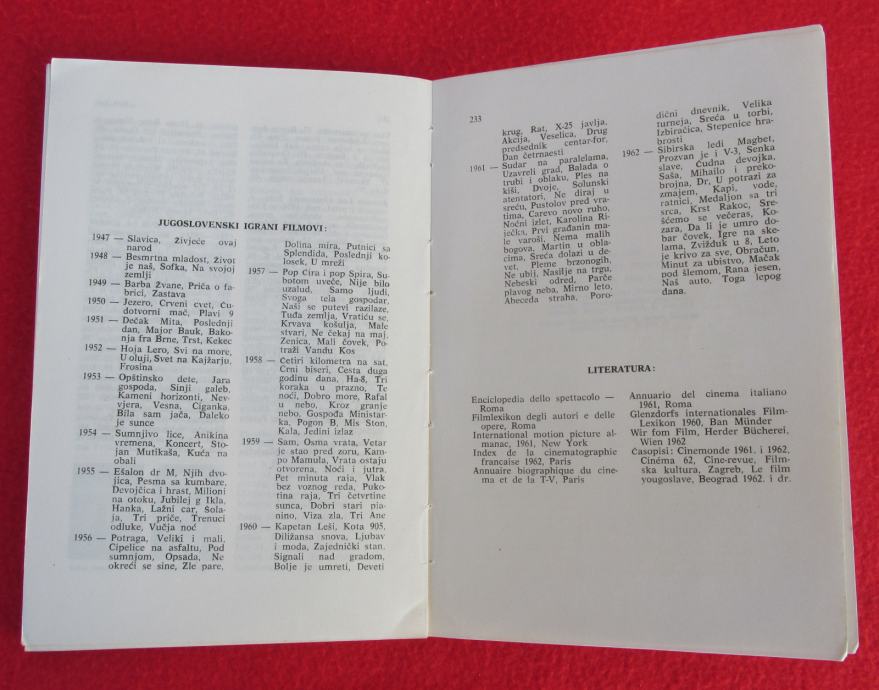 JUGOSLOVENSKI IGRANI FILMOVI:
1947 — Slavica, Živjeće ovaj
narod
1948 — Besmrtna mladost, Život
je naš, Sofka, Na svojoj
zemlji
1949 — Barba Žvane, Priča o fa-
brici, Zastava
1950 — Jezero, Crveni cvet, Ču-
dotvorni mač, Plavi 9
1951 — Dečak Mita, Poslednji
dan, Major Bauk, Bako-
nja fra Brne, Trst, Kekec
1952 — Hoja Lero, Svi na more,
U oluji, Svet na Kajžarju,
Frosina
1953 — Opštinsko dete, Jara
gospoda, Sinji galeb,
Kameni horizonti, Nev-
vjera, Vesna, Ciganka,
Bila sam jača, Daleko
je sunce
1954 — Sumnjivo lice, Anikina
vremena, Koncert, Sto-
jan Mutikaša, Kuća na
obali
1955 — Ešalon dr M, Njih dvo-
jica, Pesma sa kumbare,
Devojčica i hrast, Milioni
na otoku, Jubilej g Ikla,
Hanka, Lažni car, Šola-
ja, Tri priče, Trenuci
odluke, Vučja noć
1956 — Potraga, Veliki i mali,
Cipelice na asfaltu, Pod
sumnjom, Opsada, Ne
okreći se sine, Zle pare,
Dolina mira, Putnici sa
Splendida, Poslednji ko-
losek, U mreži
1957 — Pop Ćira i pop Spira, Su-
botom uveče, Nije bilo
uzalud, Samo ljudi,
Svoga tela gospodar,
Naši se putevi razilaze,
Tuđa zemlja, Vratiću se,
Krvava košulja, Male
stvari, Ne čekaj na maj,
Zenica, Mali čovek, Po-
traži Vandu Kos
1958 — Četiri kilometra na sat,
Crni biseri, Cesta duga
godinu dana, H-8, Tri
koraka u prazno, Te
noći, Dobro more, Rafal
u nebo, Kroz granje
nebo, Gospođa Ministar-
ka, Pogon B, Mis Ston,
Kala, Jedini izlaz
1959 — Sam, Osma vrata, Vetar
je stao pred zoru, Kam-
po Mamula, Vrata ostaju
otvorena, Noći i jutra,
Pet minuta raja, Vlak
bez voznog reda, Puko-
tina raja, Tri četvrtine
sunca, Dobri stari pia-
nino, Viza zla, Tri Ane
1960 — Kapetan Leši, Kota 905,
Diližansa snova, Ljubav
i moda, Zajednički stan,
Signali nad gradom,
Bolje je umreti, Deveti
233
krug, Rat, X-25 javlja,
Akcija, Veselica, Drug
predsednik centar-for,
Dan četrnaesti
1961 — Sudar na paralelama,
Uzavreli grad, Balada o
trubi i oblaku, Ples na
kiši, Dvoje, Solunski
atentatori, Ne diraj u
sreću, Pustolov pred vra-
tima, Carevo novo ruho,
Noćni izlet, Karolina Ri-
ječka, Prvi građanin ma-
le varoši, Nema malih
bogova, Martin u obla-
cima, Sreća dolazi u de-
vet, Pleme brzonogih,
Ne ubij, Nasilje na trgu,
Nebeski odred, Parče
plavog neba, Mirno leto,
Abeceda straha, Poro-
dični dnevnik, Velika
turneja, Sreća u torbi,
Izbiračica, Stepenice hra-
brosti
1962 — Sibirska ledi Magbet,
Prozvan je i V-3, Senka
slave, Čudna devojka,
Saša, Mihailo i preko-
brojna, Dr, U potrazi za
zmajem, Kapi, vode,
ratnici, Medaljon sa tri
srca, Krst Rakoc, Sre-
šćemo se večeras, Ko-
zara, Da li je umro do-
bar čovek, Igre na ske-
lama, Zvižduk u 8, Leto
je krivo za sve, Obračun,
Minut za ubistvo, Mačak
pod šlemom, Rana jesen,
Naš auto, Toga lepog
dana.
LITERATURA:
Enciclopedia dello spettacolo —
Roma
Filmlexikon degli autori e delle
opere, Roma
International motion picture al-
manac, 1961, New York
Index de la cinematographie
francaise 1962, Paris
Annuaire biographique du cine-
ma et de la T-V, Paris
Annuario del cinema italiano
1961, Roma
Glenzdorfs internationales Film-
Lexikon 1960, Ban Münder
Wir fom Film, Herder Bücherei,
Wien 1962
Časopisi: Cinemonde 1961. i 1962,
Cinéma 62, Cine-revue, Film-
ska kultura, Zagreb, Le film
yougoslave, Beograd 1962. i dr.